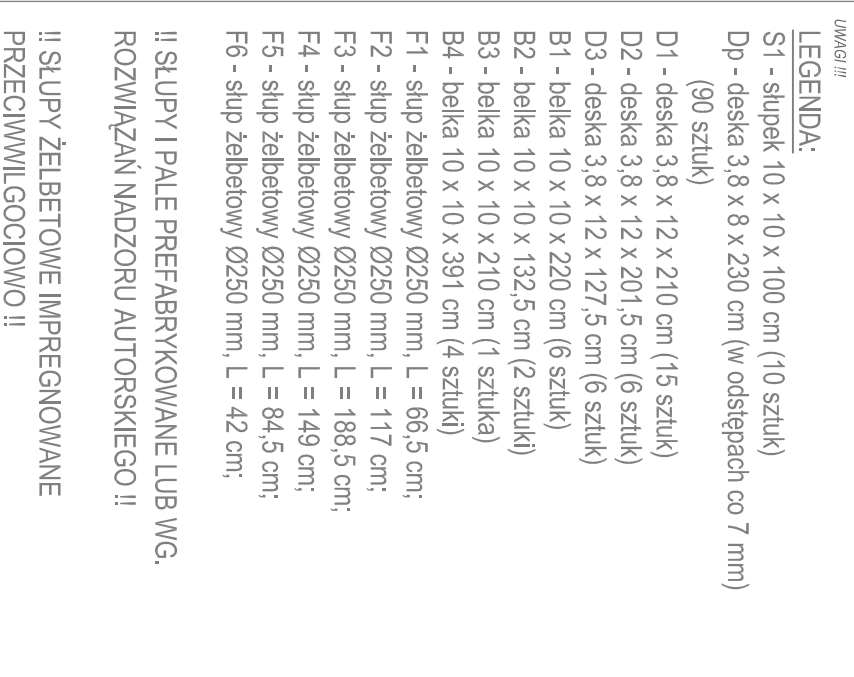 UWAGI !!!
LEGENDA:
S1 - słupek 10 x 10 x 100 cm (10 sztuk)
Dp - deska 3,8 x 8 x 230 cm (w odstępach co 7 mm)
(90 sztuk)
D1 - deska 3,8 x 12 x 210 cm (15 sztuk)
D2 - deska 3,8 x 12 x 201,5 cm (6 sztuk)
D3 - deska 3,8 x 12 x 127,5 cm (6 sztuk)
B1 - belka 10 x 10 x 220 cm (6 sztuk)
B2 - belka 10 x 10 x 132,5 cm (2 sztuki)
B3 - belka 10 x 10 x 210 cm (1 sztuka)
B4 - belka 10 x 10 x 391 cm (4 sztuki)
F1 - słup żelbetowy Ø250 mm, L = 66,5 cm;
F2 - słup żelbetowy Ø250 mm, L = 117 cm;
F3 - słup żelbetowy Ø250 mm, L = 188,5 cm;
F4 - słup żelbetowy Ø250 mm, L = 149 cm;
F5 - słup żelbetowy Ø250 mm, L = 84,5 cm;
F6 - słup żelbetowy Ø250 mm, L = 42 cm;
!! SŁUPY I PALE PREFABRYKOWANE LUB WG.
ROZWIĄZAŃ NADZORU AUTORSKIEGO !!
!! SŁUPY ŻELBETOWE IMPREGNOWANE
PRZECIWWILGOCIOWO !!